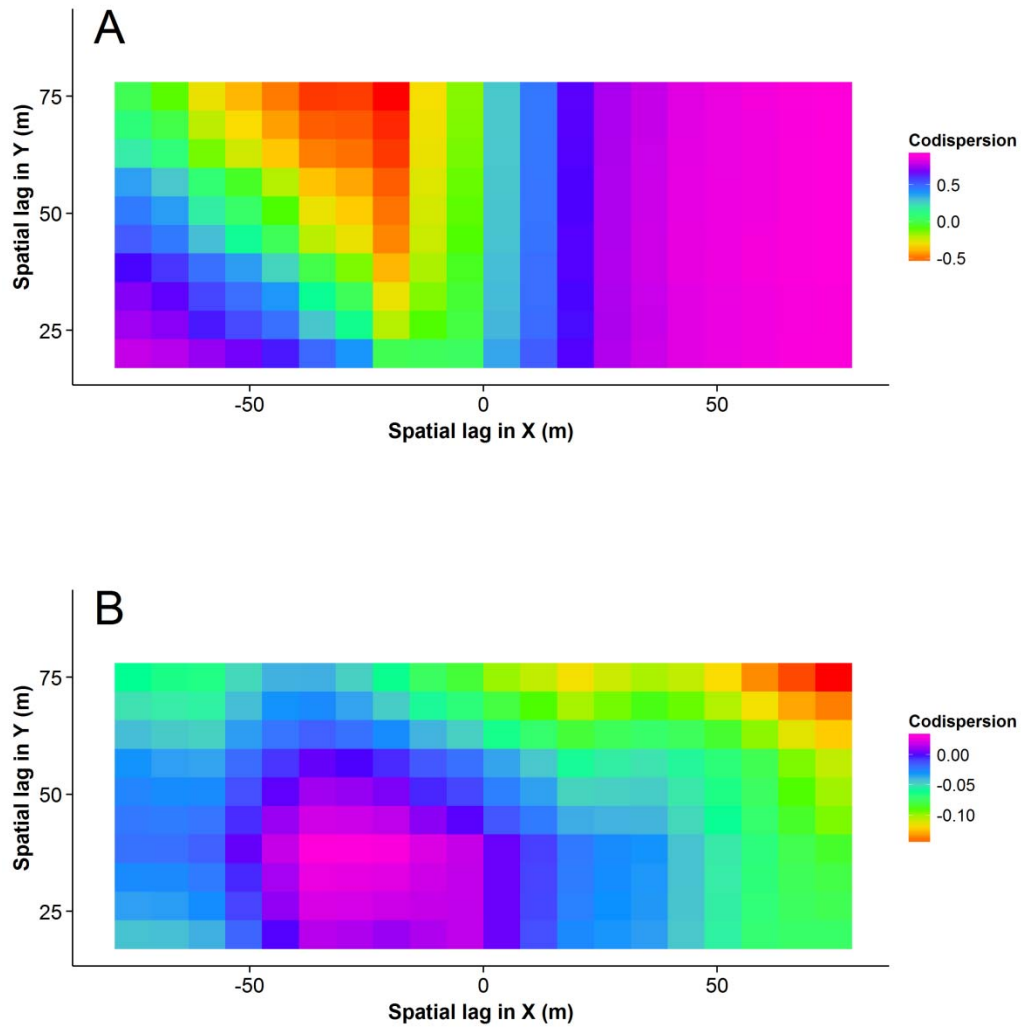 A
Spatial lag in Y (m)
75
50
25
-50
0
50
Spatial lag in X (m)
Codispersion
0.5
0.0
-0.5
B
Spatial lag in Y (m)
75
50
25
-50
0
50
Spatial lag in X (m)
Codispersion
0.00
-0.05
-0.10